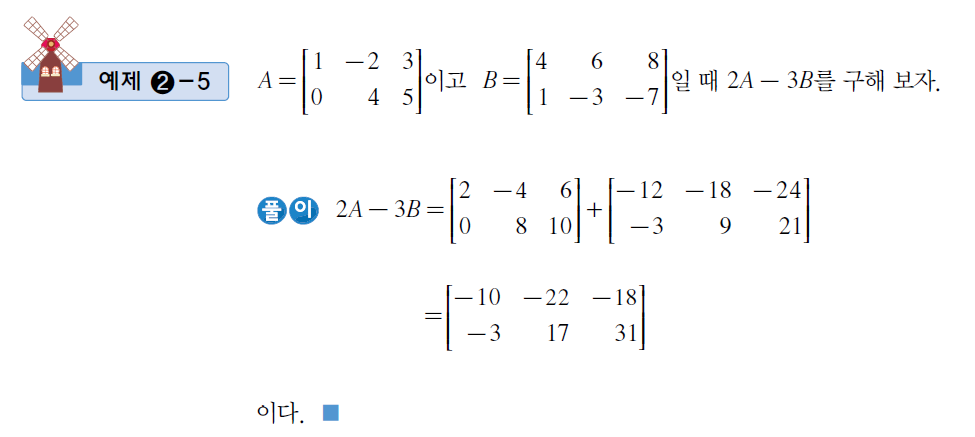 예제 ❷-5
A = [1 −2 3; 0 4 5]이고 B = [4 6 8; 1 −3 −7]일 때 2A − 3B를 구해 보자.
풀이 2A − 3B = [2 −4 6; 0 8 10] + [−12 −18 −24; −3 9 21]
= [−10 −22 −18; −3 17 31]
이다. ■